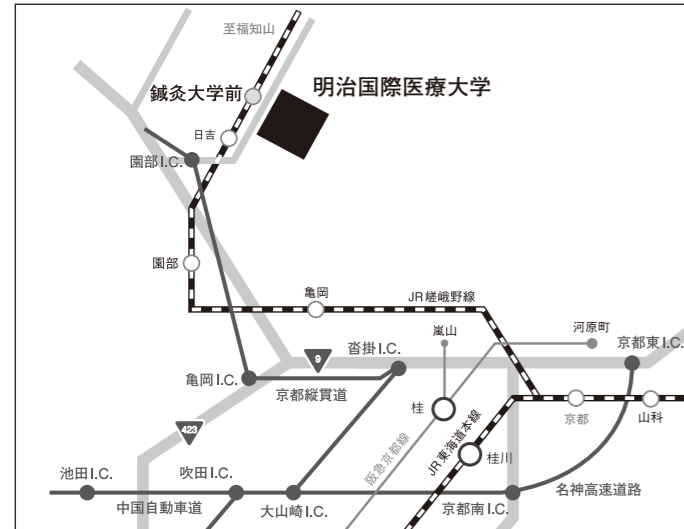 至福知山
鍼灸大学前
明治国際医療大学
日吉
園部I.C.
園部
亀岡
JR嵯峨野線
嵐山
河原町
京都東I.C.
9
沓掛I.C.
亀岡I.C.
京都縦貫道
桂
京都
山科
423
阪急京都線
JR東海道本線
桂川
池田I.C.
吹田I.C.
中国自動車道
大山崎I.C.
京都南I.C.
名神高速道路